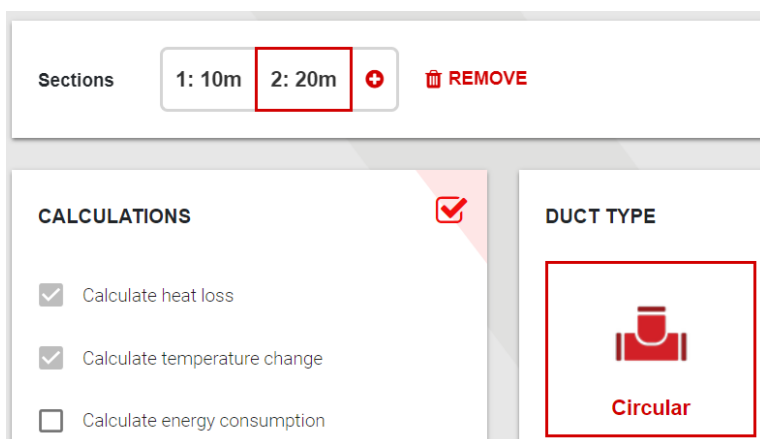 Sections 1: 10m 2: 20m REMOVE
CALCULATIONS
Calculate heat loss
Calculate temperature change
Calculate energy consumption
DUCT TYPE
Circular